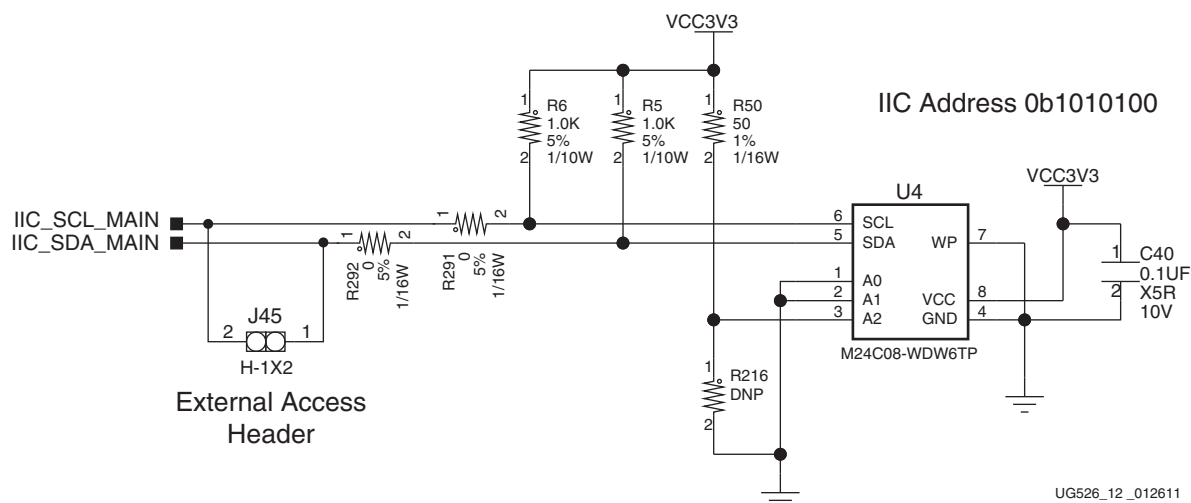 VCC3V3
IIC Address 0b1010100
1
R6
1.0K
5%
1/10W
2
1
R5
1.0K
5%
1/10W
2
1
R50
50
1%
1/16W
2
IIC_SCL_MAIN
IIC_SDA_MAIN
1
2
R291
0
5%
1/16W
1
2
R292
0
5%
1/16W
J45
2
1
H-1X2
External Access
Header
U4
6
SCL
5
SDA
1
A0
2
A1
3
A2
WP
7
VCC
8
GND
4
M24C08-WDW6TP
VCC3V3
1
C40
0.1UF
2
X5R
10V
1
R216
DNP
2
UG526_12 _012611